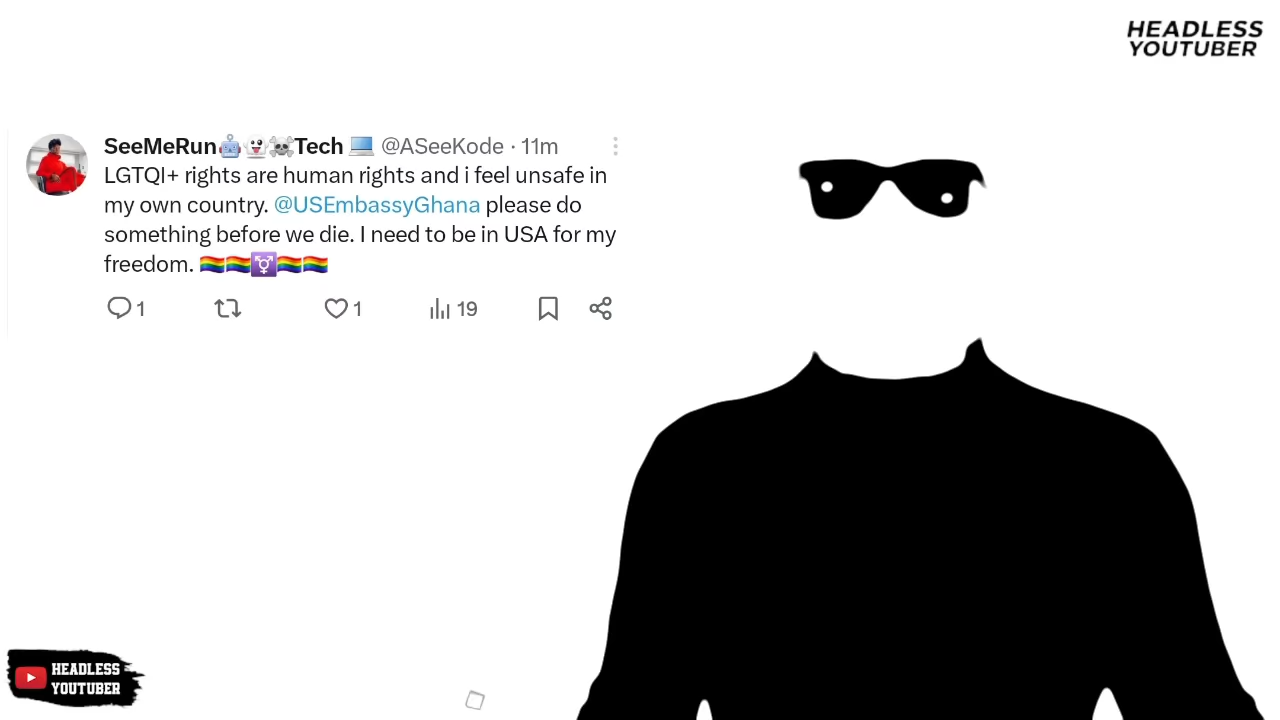 HEADLESS
YOUTUBER
SeeMeRun🤖👻☠️Tech 💻 @ASeeKode · 11m
LGTQI+ rights are human rights and i feel unsafe in
my own country. @USEmbassyGhana please do
something before we die. I need to be in USA for my
freedom. 🏳️‍🌈🏳️‍🌈⚧️🏳️‍🌈🏳️‍🌈
1 1 19
HEADLESS
YOUTUBER